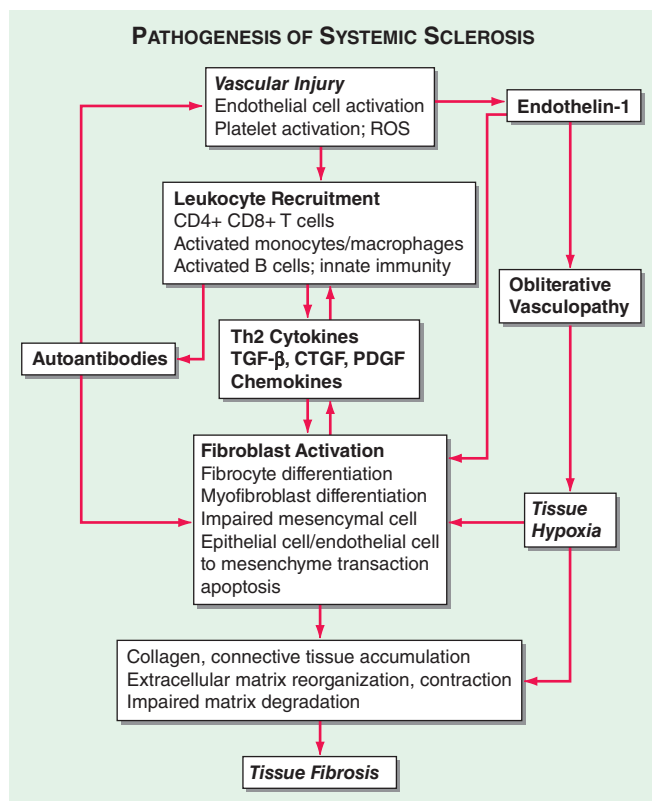 PATHOGENESIS OF SYSTEMIC SCLEROSIS
Vascular Injury
Endothelial cell activation
Platelet activation; ROS
Endothelin-1
Leukocyte Recruitment
CD4+ CD8+ T cells
Activated monocytes/macrophages
Activated B cells; innate immunity
Obliterative
Vasculopathy
Th2 Cytokines
TGF-β, CTGF, PDGF
Chemokines
Autoantibodies
Fibroblast Activation
Fibrocyte differentiation
Myofibroblast differentiation
Impaired mesencymal cell
Epithelial cell/endothelial cell
to mesenchyme transaction
apoptosis
Tissue
Hypoxia
Collagen, connective tissue accumulation
Extracellular matrix reorganization, contraction
Impaired matrix degradation
Tissue Fibrosis